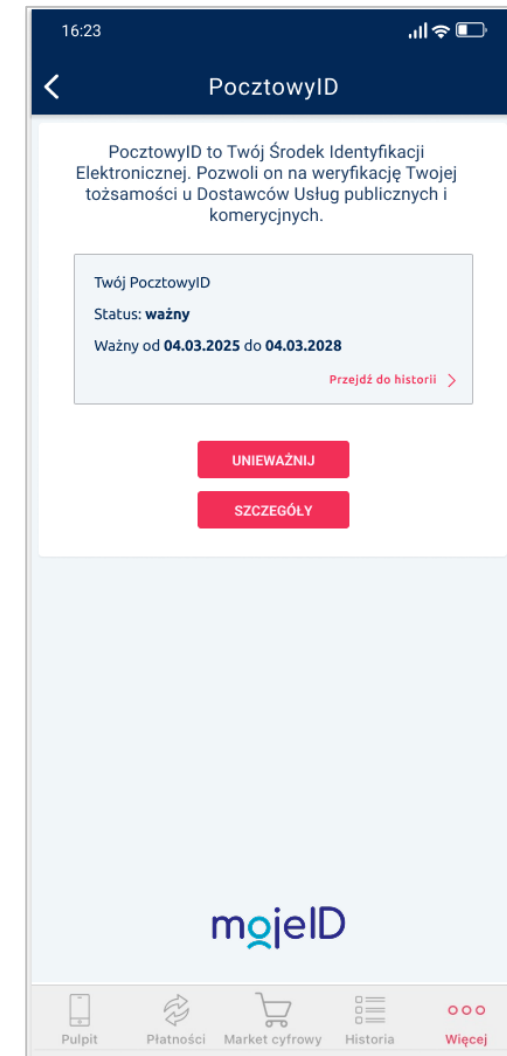 16:23
PocztowyID
PocztowyID to Twój Środek Identyfikacji
Elektronicznej. Pozwoli on na weryfikację Twojej
tożsamości u Dostawców Usług publicznych i
komercyjnych.
Twój PocztowyID
Status: ważny
Ważny od 04.03.2025 do 04.03.2028
Przejdź do historii
UNIEWAŻNIJ
SZCZEGÓŁY
mojeID
Pulpit Płatności Market cyfrowy Historia Więcej